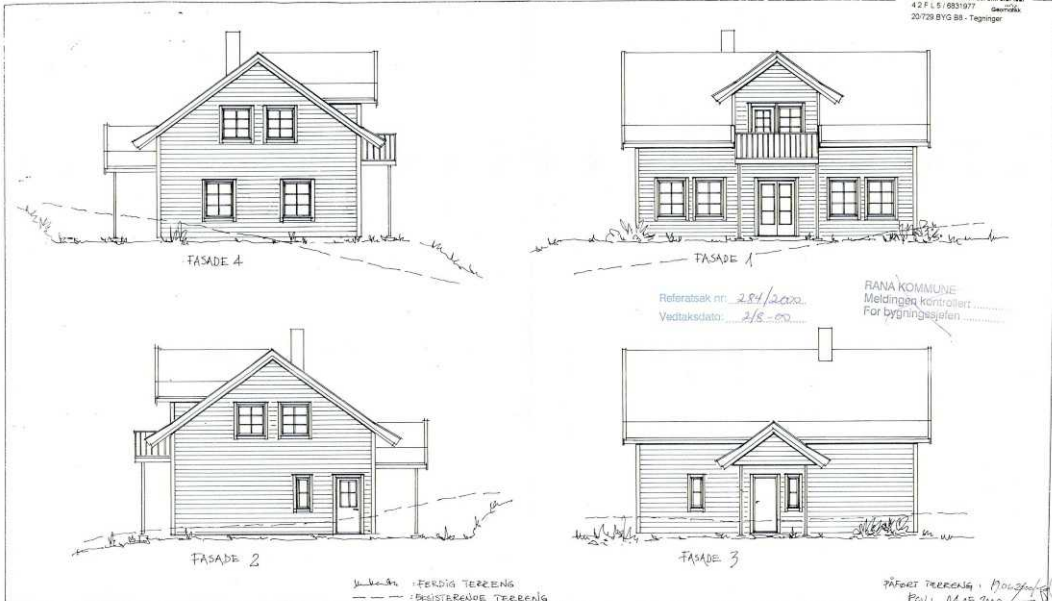 4 2 F L 5 / 6831977
Geomatikk
20/729 BYG B8 - Tegninger
FASADE 4
FASADE 1
Referatsak nr: 284/2000
Vedtaksdato: 2/8-00
RANA KOMMUNE
Meldingen kontrollert
For bygningssjefen
FASADE 2
FASADE 3
: FERDIG TERRENG
: EKSISTERENDE TERRENG
PÅFØRT TERRENG :